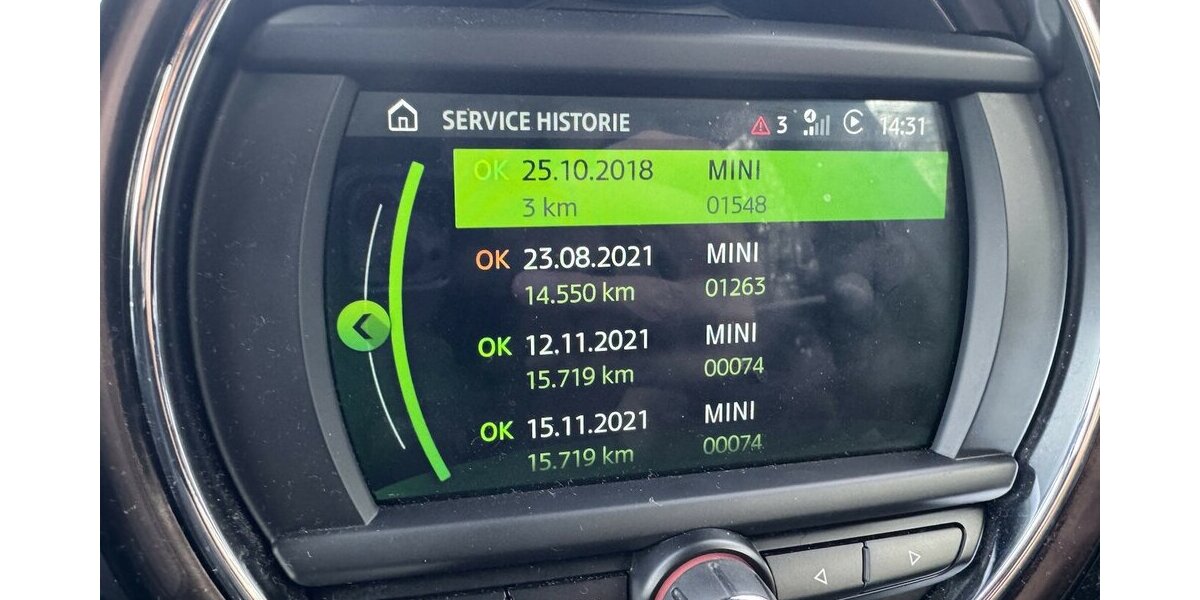 SERVICE HISTORIE 3 14:31
OK 25.10.2018 MINI
3 km 01548
OK 23.08.2021 MINI
14.550 km 01263
OK 12.11.2021 MINI
15.719 km 00074
OK 15.11.2021 MINI
15.719 km 00074